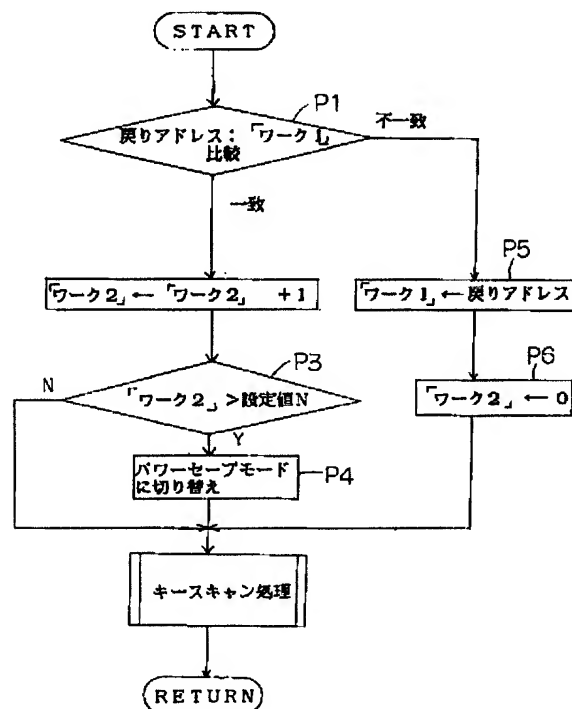 START
P1
戻りアドレス:「ワーク1」
比較
不一致
一致
P5
「ワーク2」←「ワーク2」 +1
「ワーク1」←戻りアドレス
P3
P6
N
「ワーク2」>設定値N
「ワーク2」←0
Y
パワーセーブモード
に切り替え
P4
キースキャン処理
RETURN